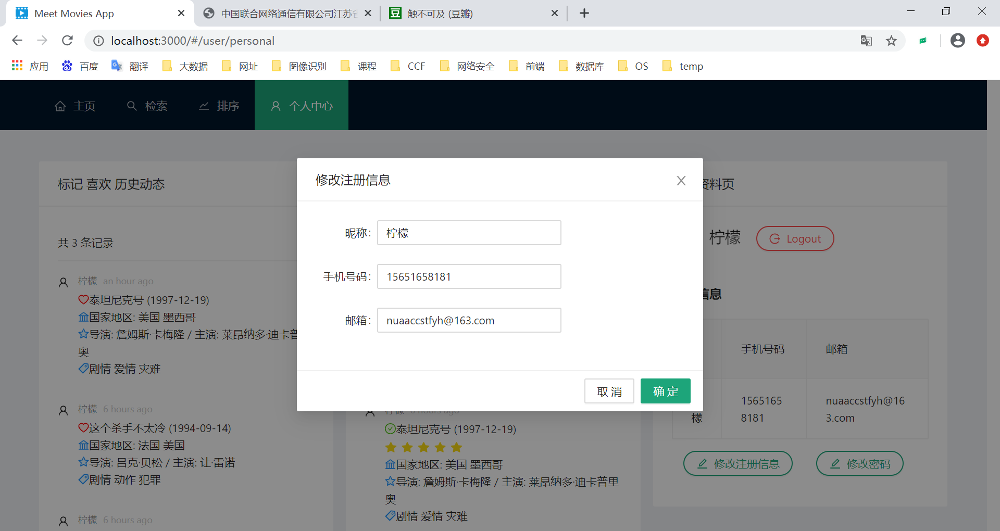 Meet Movies App
中国联合网络通信有限公司江苏省
触不可及 (豆瓣)
localhost:3000/#/user/personal
应用 百度 翻译 大数据 网址 图像识别 课程 CCF 网络安全 前端 数据库 OS temp
主页 检索 排序 个人中心
标记 喜欢 历史动态
共 3 条记录
柠檬 an hour ago
泰坦尼克号 (1997-12-19)
国家地区: 美国 墨西哥
导演: 詹姆斯·卡梅隆 / 主演: 莱昂纳多·迪卡普
奥
剧情 爱情 灾难
柠檬 6 hours ago
这个杀手不太冷 (1994-09-14)
国家地区: 法国 美国
导演: 吕克·贝松 / 主演: 让·雷诺
剧情 动作 犯罪
柠檬 6 hours ago
修改注册信息
昵称: 柠檬
手机号码: 15651658181
邮箱: nuaaccstfyh@163.com
取 消 确 定
柠檬 6 hours ago
泰坦尼克号 (1997-12-19)
国家地区: 美国 墨西哥
导演: 詹姆斯·卡梅隆 / 主演: 莱昂纳多·迪卡普里
奥
剧情 爱情 灾难
资料页
柠檬 Logout
信息
手机号码 邮箱
檬
1565165
8181
nuaaccstfyh@16
3.com
修改注册信息 修改密码